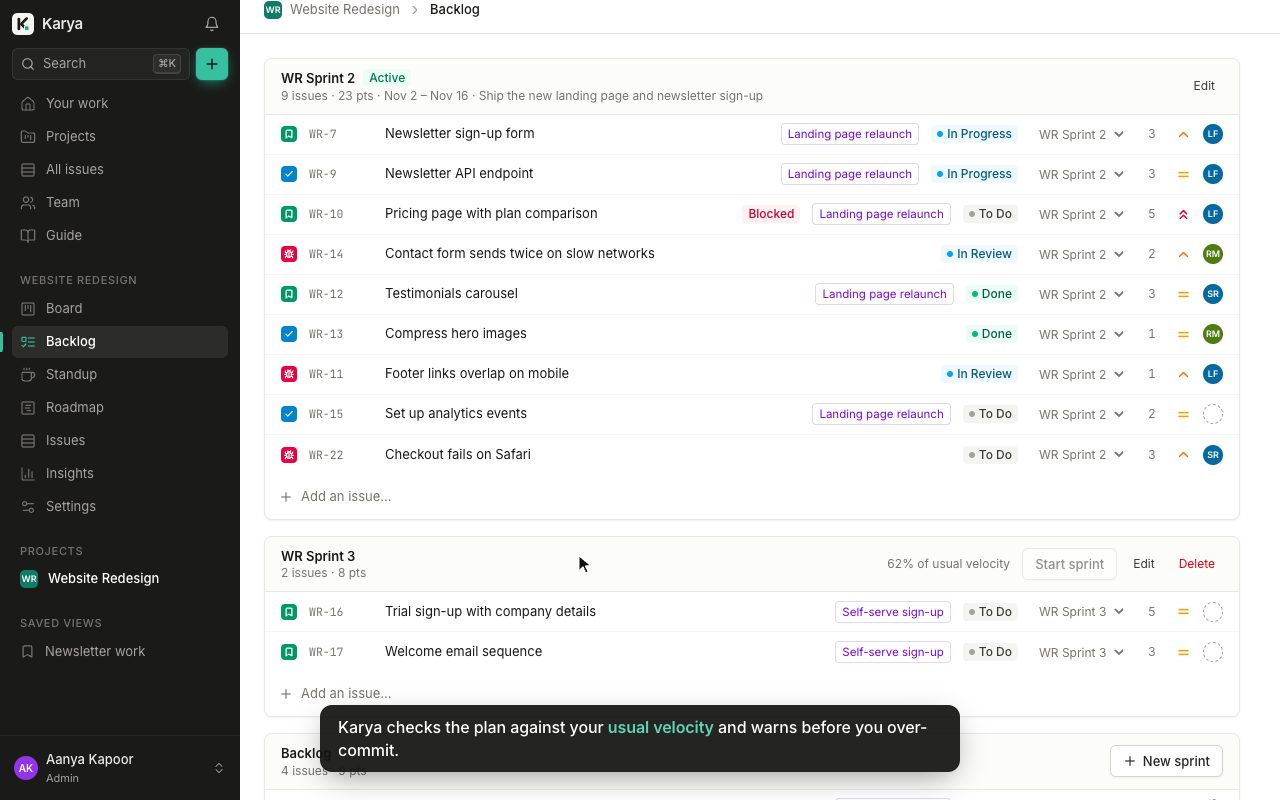 Karya
Search ⌘K
Your work
Projects
All issues
Team
Guide
WEBSITE REDESIGN
Board
Backlog
Standup
Roadmap
Issues
Insights
Settings
PROJECTS
WR Website Redesign
SAVED VIEWS
Newsletter work
AK Aanya Kapoor
Admin
WR Website Redesign > Backlog
WR Sprint 2 Active
9 issues · 23 pts · Nov 2 – Nov 16 · Ship the new landing page and newsletter sign-up
Edit
WR-7 Newsletter sign-up form Landing page relaunch In Progress WR Sprint 2 3 LF
WR-9 Newsletter API endpoint Landing page relaunch In Progress WR Sprint 2 3 LF
WR-10 Pricing page with plan comparison Blocked Landing page relaunch To Do WR Sprint 2 5 LF
WR-14 Contact form sends twice on slow networks In Review WR Sprint 2 2 RM
WR-12 Testimonials carousel Landing page relaunch Done WR Sprint 2 3 SR
WR-13 Compress hero images Done WR Sprint 2 1 RM
WR-11 Footer links overlap on mobile In Review WR Sprint 2 1 LF
WR-15 Set up analytics events Landing page relaunch To Do WR Sprint 2 2
WR-22 Checkout fails on Safari To Do WR Sprint 2 3 SR
+ Add an issue...
WR Sprint 3
2 issues · 8 pts
62% of usual velocity Start sprint Edit Delete
WR-16 Trial sign-up with company details Self-serve sign-up To Do WR Sprint 3 5
WR-17 Welcome email sequence Self-serve sign-up To Do WR Sprint 3 3
+ Add an issue...
Karya checks the plan against your usual velocity and warns before you over-
commit.
Backlog
4 issues · 9 pts
+ New sprint